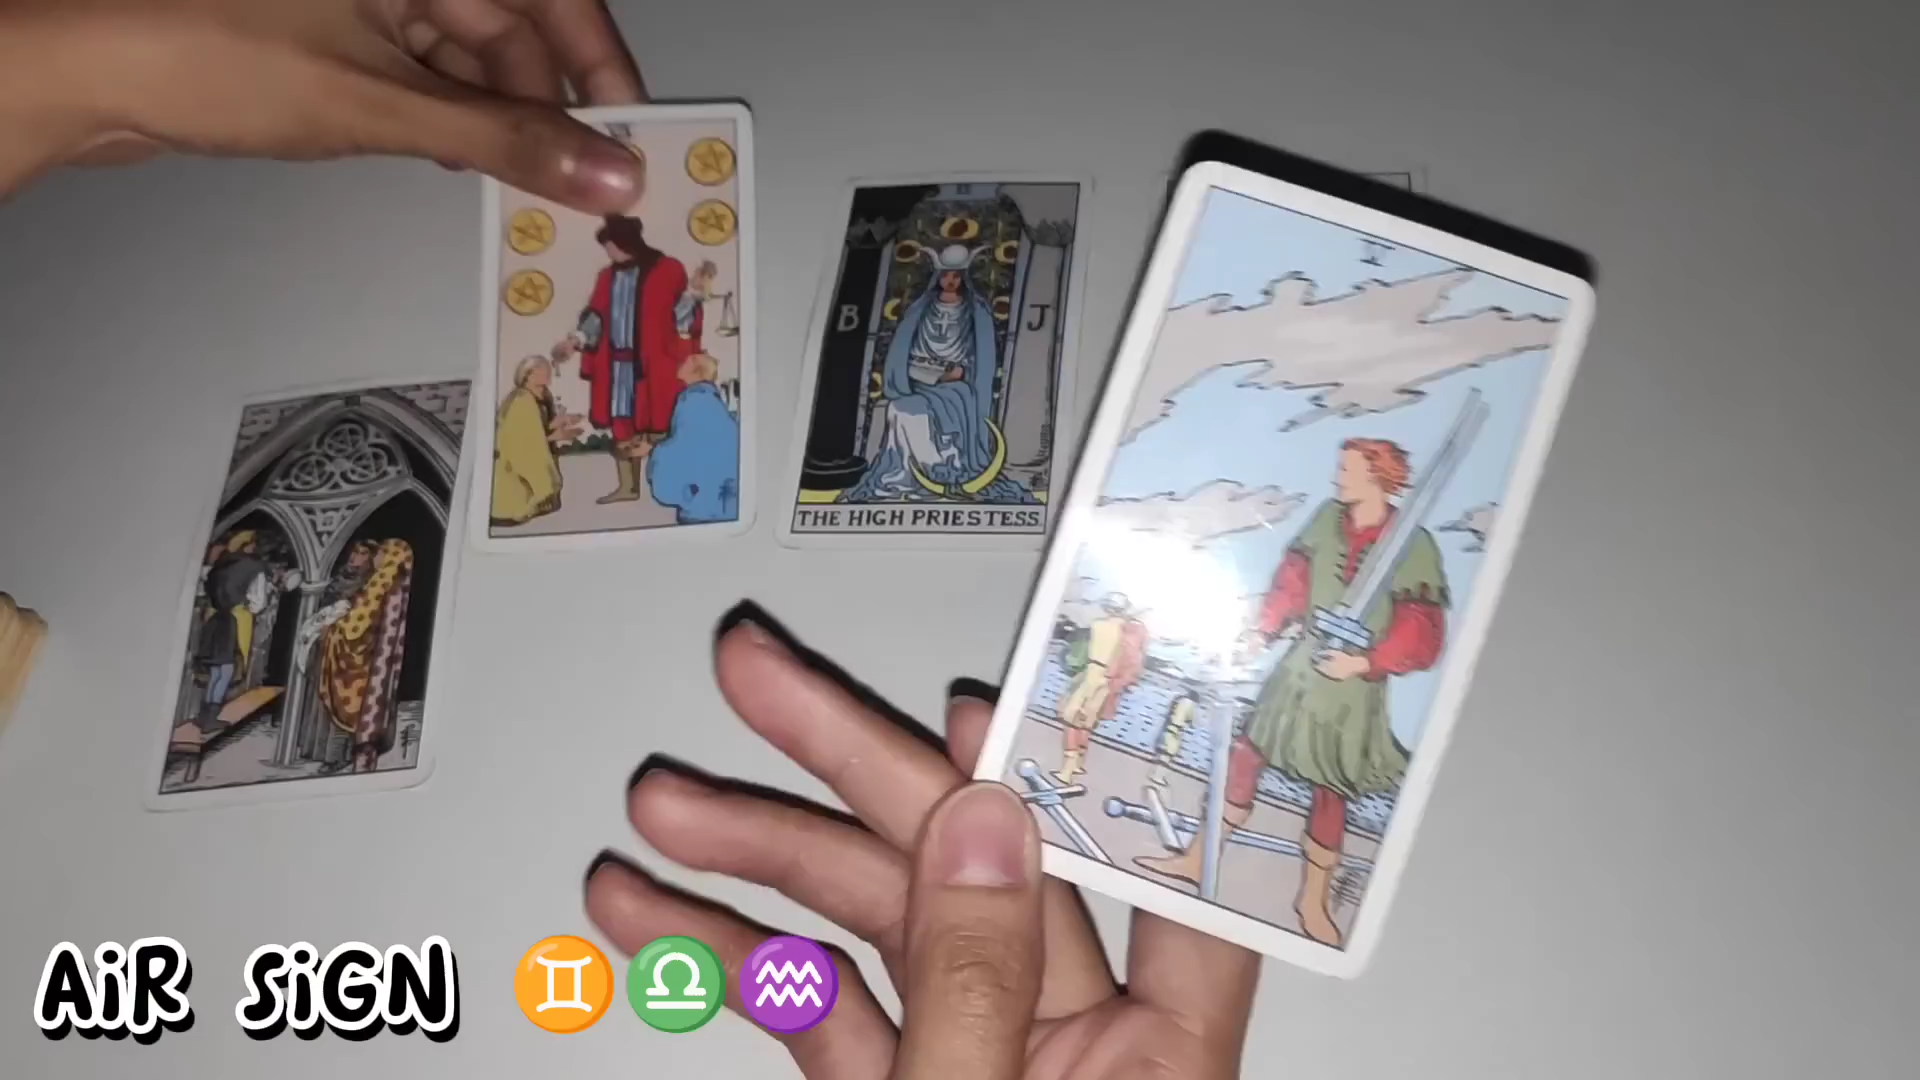 V
B
J
THE HIGH PRIESTESS
AiR SiGN ♊ ♎ ♒